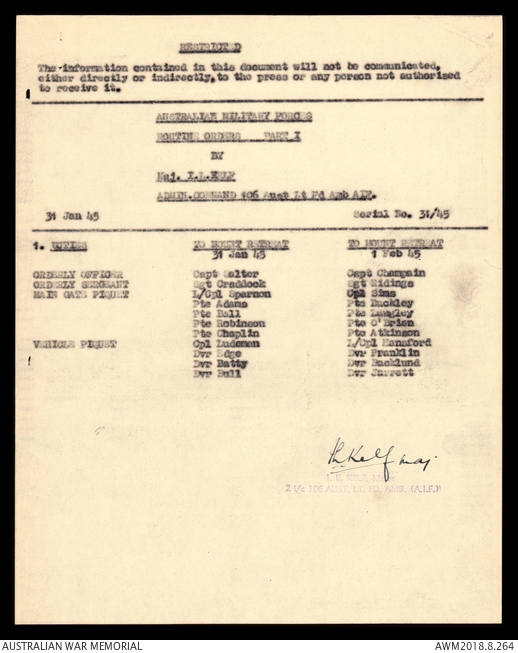 RESTRICTED
The information contained in this document will not be communicated,
either directly or indirectly, to the press or any person not authorised
to receive it.
AUSTRALIAN MILITARY FORCES
ROUTINE ORDERS PART I
BY
Maj. I.L.KELF
ADMIN.COMMAND 106 Aust Lt Fd Amb AIF.
31 Jan 45 Serial No. 31/45
1. DUTIES TO MOUNT RETREAT TO MOUNT RETREAT
31 Jan 45 1 Feb 45
ORDERLY OFFICER Capt Salter Capt Champain
ORDERLY SERGEANT Sgt Craddock Sgt Ridings
MAIN GATE PIQUET L/Cpl Sparnon Cpl Sims
Pte Adams Pte Buckley
Pte Ball Pte Langley
Pte Robinson Pte O'Brien
Pte Chaplin Pte Atkinson
VEHICLE PIQUET Cpl Ludeman L/Cpl Hansford
Dvr Edge Dvr Franklin
Dvr Batty Dvr Backlund
Dvr Bull Dvr Jarrett
Kelf Maj
2 i/c 106 AUST. LT. FD. AMB. (A.I.F.)
AUSTRALIAN WAR MEMORIAL AWM2018.8.264